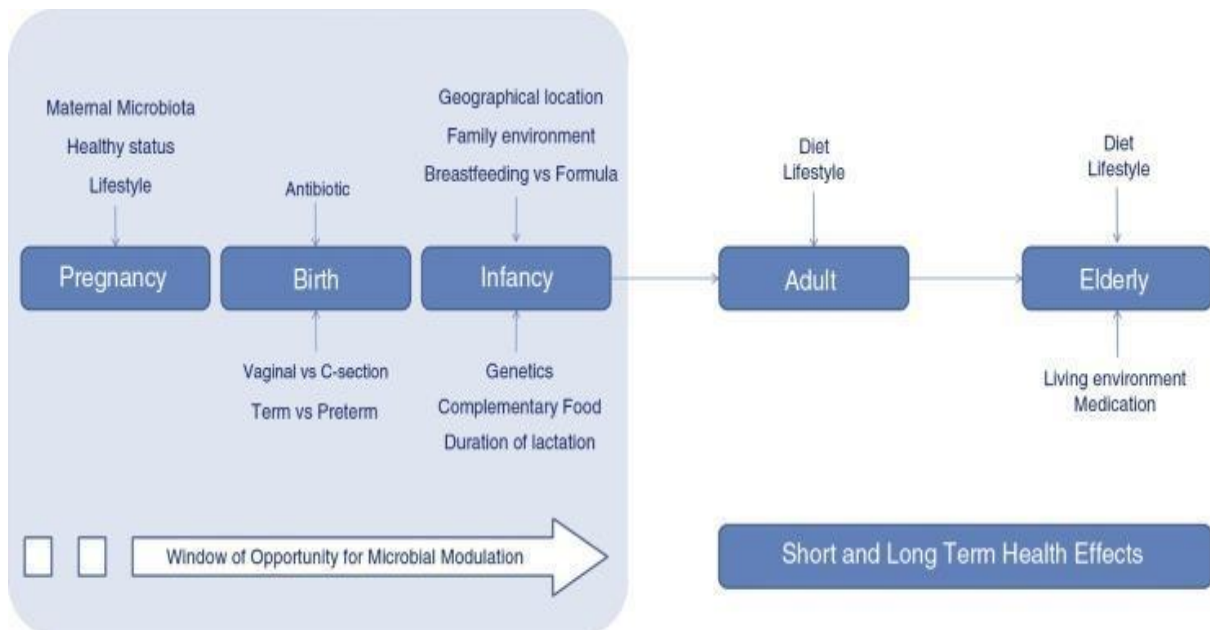 Maternal Microbiota
Healthy status
Lifestyle
Pregnancy
Antibiotic
Birth
Vaginal vs C-section
Term vs Preterm
Geographical location
Family environment
Breastfeeding vs Formula
Infancy
Genetics
Complementary Food
Duration of lactation
Diet
Lifestyle
Adult
Diet
Lifestyle
Elderly
Living environment
Medication
Window of Opportunity for Microbial Modulation
Short and Long Term Health Effects